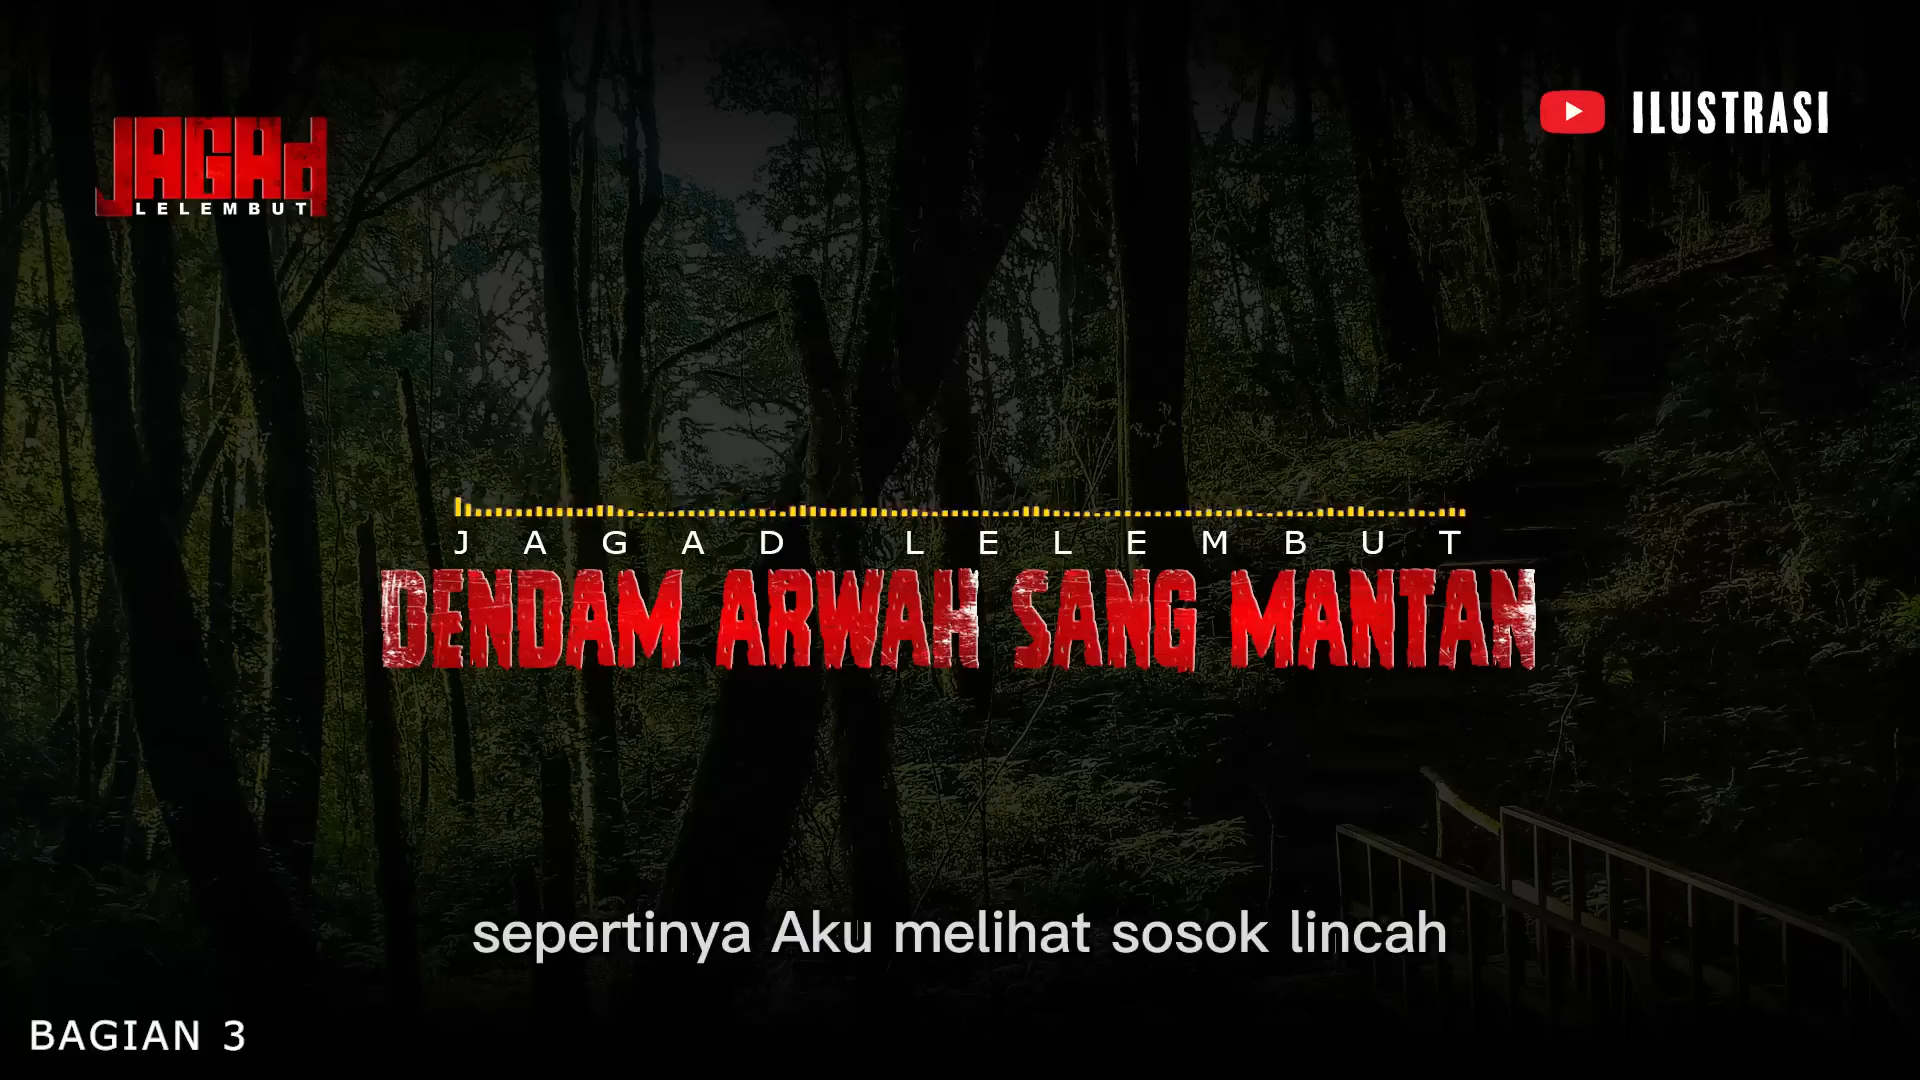 JAGAd
LELEMBUT
ILUSTRASI
JAGAD LELEMBUT
DENDAM ARWAH SANG MANTAN
sepertinya Aku melihat sosok lincah
BAGIAN 3